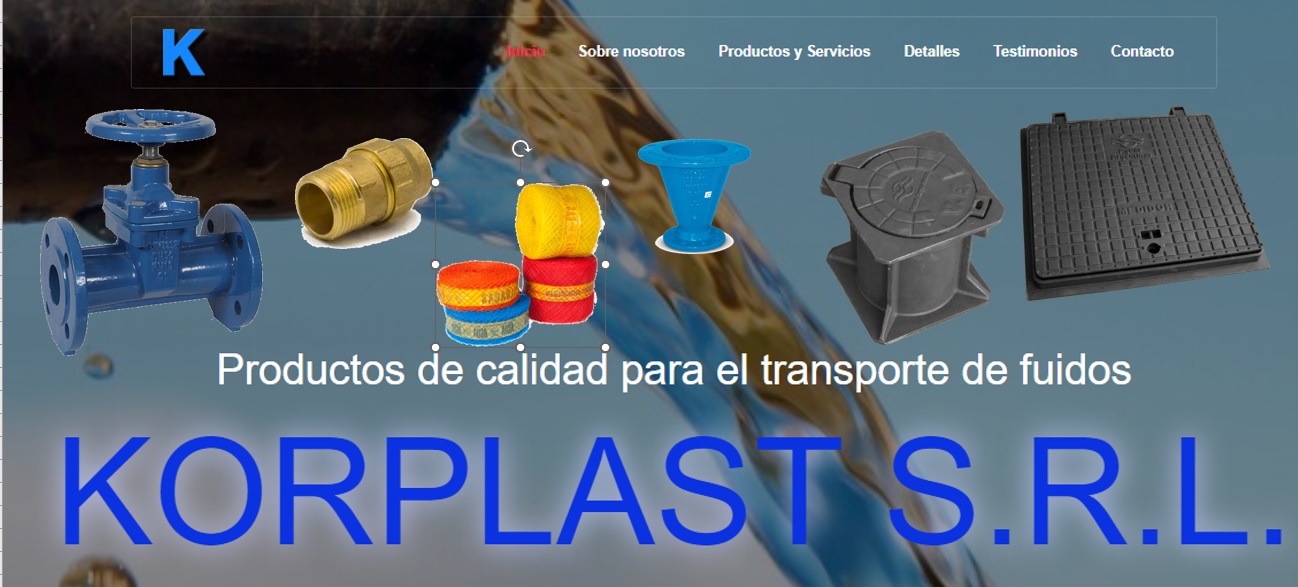 K
Inicio
Sobre nosotros
Productos y Servicios
Detalles
Testimonios
Contacto
Productos de calidad para el transporte de fuidos
KORPLAST S.R.L.